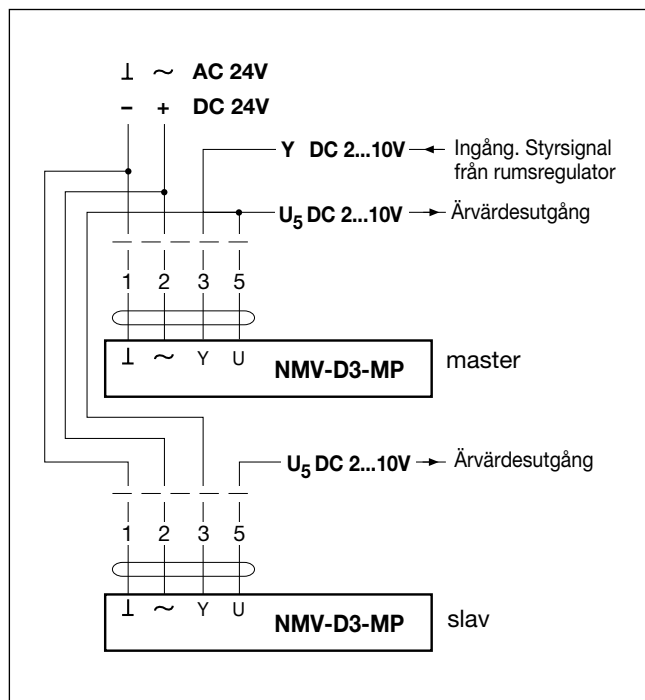 ⊥ ~ AC 24V
– + DC 24V
Y DC 2...10V
Ingång. Styrsignal
från rumsregulator
U5 DC 2...10V
Ärvärdesutgång
1 2 3 5
⊥ ~ Y U
NMV-D3-MP
master
U5 DC 2...10V
Ärvärdesutgång
1 2 3 5
⊥ ~ Y U
NMV-D3-MP
slav